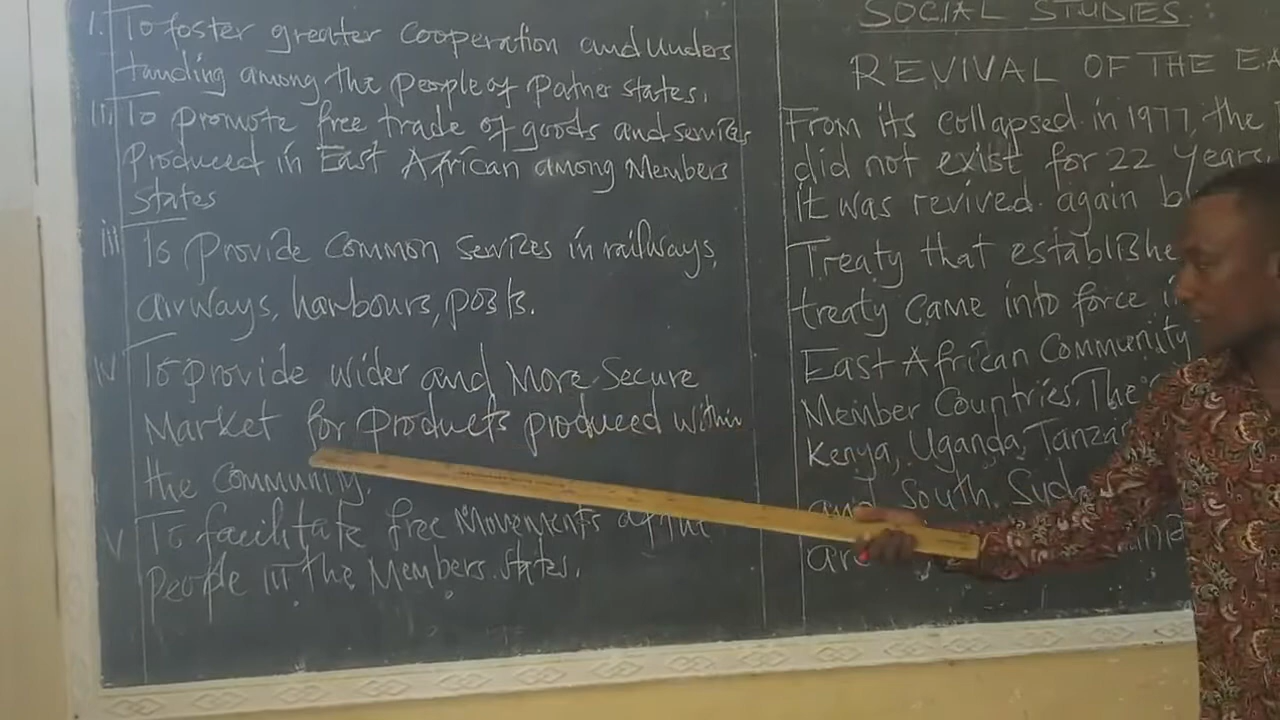 i. To foster greater cooperation and unders
tanding among the people of Patner states.
ii) To promote free trade of goods and services
Produced in East African among Members
States
iii To provide Common Services in railways,
airways, harbours, posts.
iv To provide wider and More Secure
Market for products produced within
the Community.
V To facilitate free Movements of the
People in the Members States.
SOCIAL STUDIES
REVIVAL OF THE E.A
From its collapsed in 1977, the
did not exist for 22 years
it was revived again b
Treaty that establishe
treaty came into force i
East African Community
Member Countries. The
Kenya, Uganda, Tanza
and South Sud
are